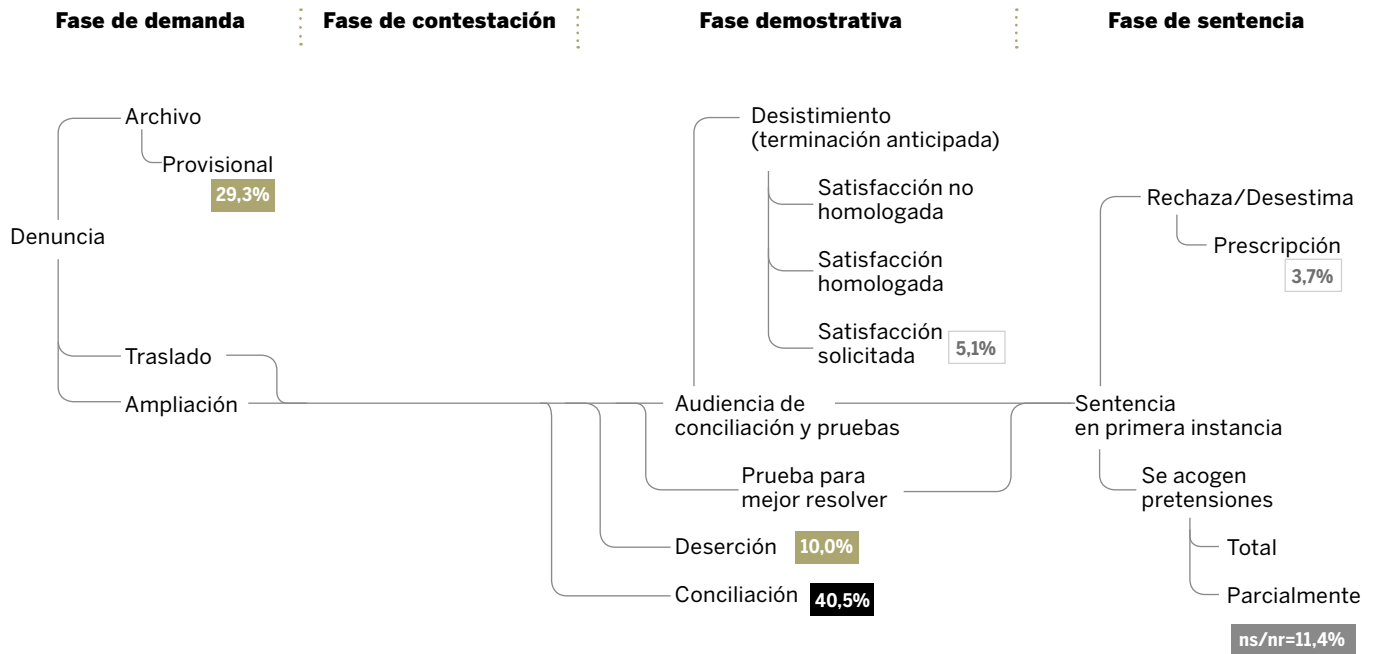 Fase de demanda
Fase de contestación
Fase demostrativa
Fase de sentencia
Denuncia
Archivo
Provisional
29,3%
Traslado
Ampliación
Desistimiento
(terminación anticipada)
Satisfacción no
homologada
Satisfacción
homologada
Satisfacción
solicitada
5,1%
Audiencia de
conciliación y pruebas
Prueba para
mejor resolver
Deserción
10,0%
Conciliación
40,5%
Rechaza/Desestima
Prescripción
3,7%
Sentencia
en primera instancia
Se acogen
pretensiones
Total
Parcialmente
ns/nr=11,4%